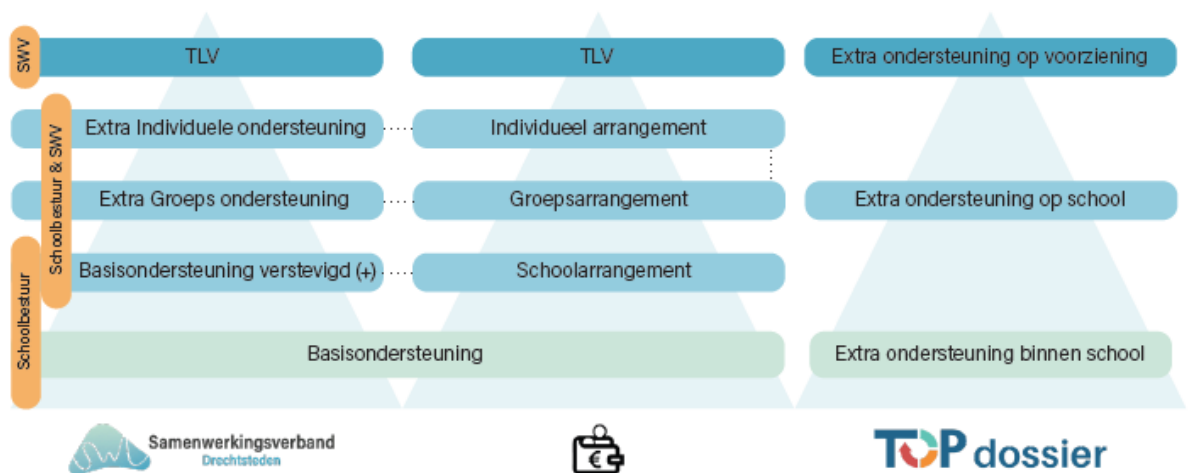 SWV
TLV
TLV
Extra ondersteuning op voorziening
Schoolbestuur & SWV
Extra Individuele ondersteuning
Individueel arrangement
Extra Groeps ondersteuning
Groepsarrangement
Extra ondersteuning op school
Schoolbestuur
Basisondersteuning verstevigd (+)
Schoolarrangement
Basisondersteuning
Extra ondersteuning binnen school
SWV
Samenwerkingsverband
Drechtsteden
€
TOP dossier